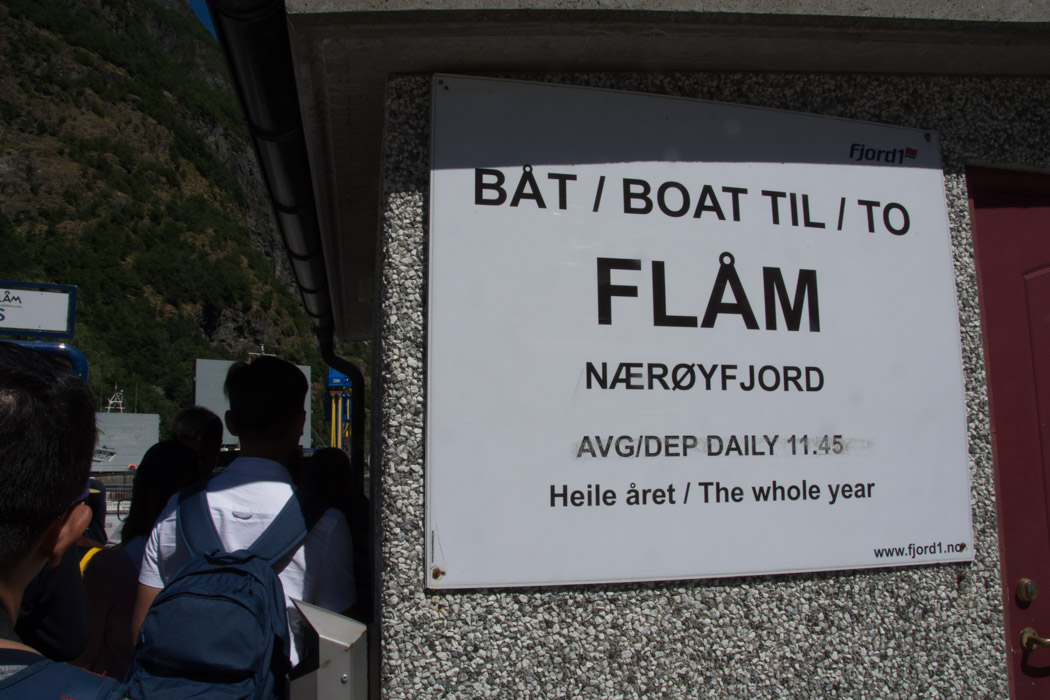 fjord1
BÅT / BOAT TIL / TO
FLÅM
NÆRØYFJORD
AVG/DEP DAILY 11.45
Heile året / The whole year
www.fjord1.no
LÅM
S